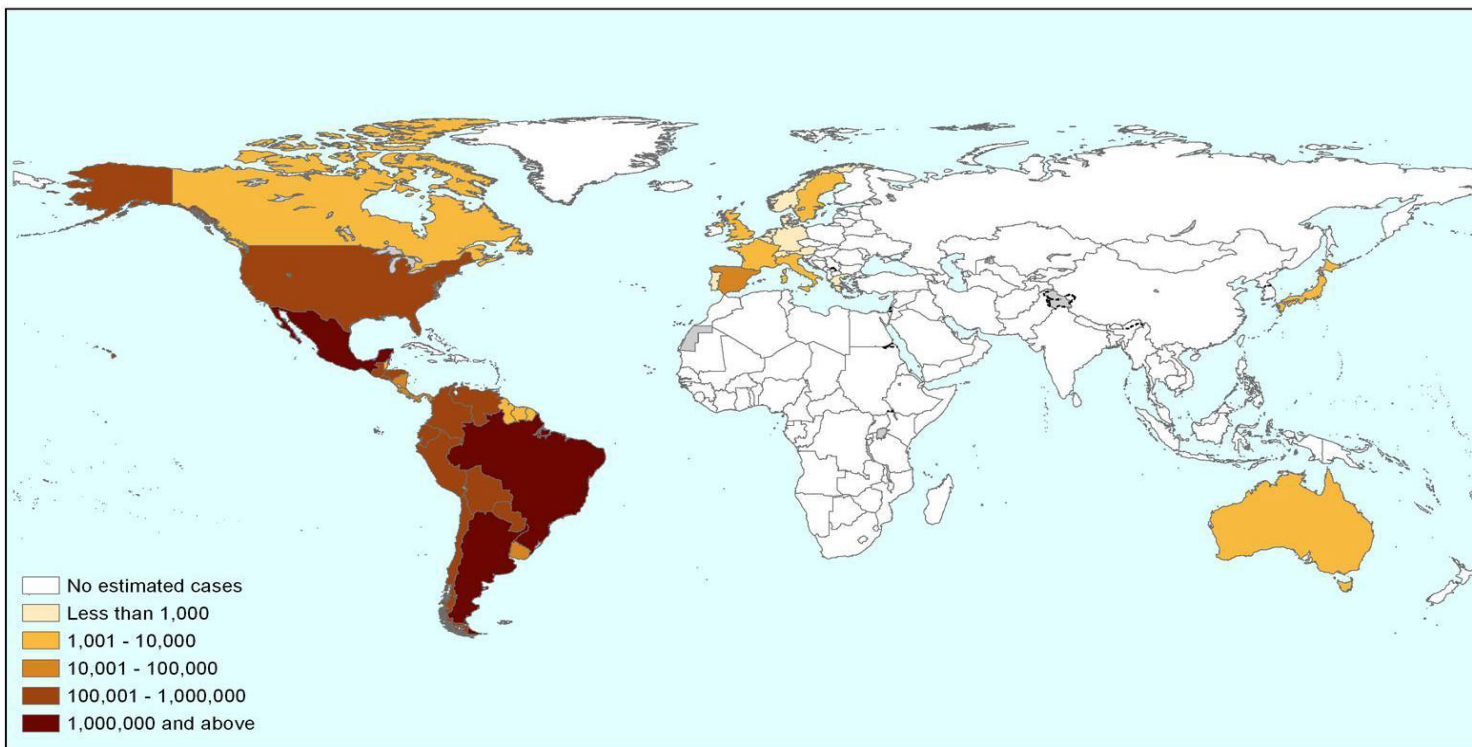 No estimated cases
Less than 1,000
1,001 - 10,000
10,001 - 100,000
100,001 - 1,000,000
1,000,000 and above